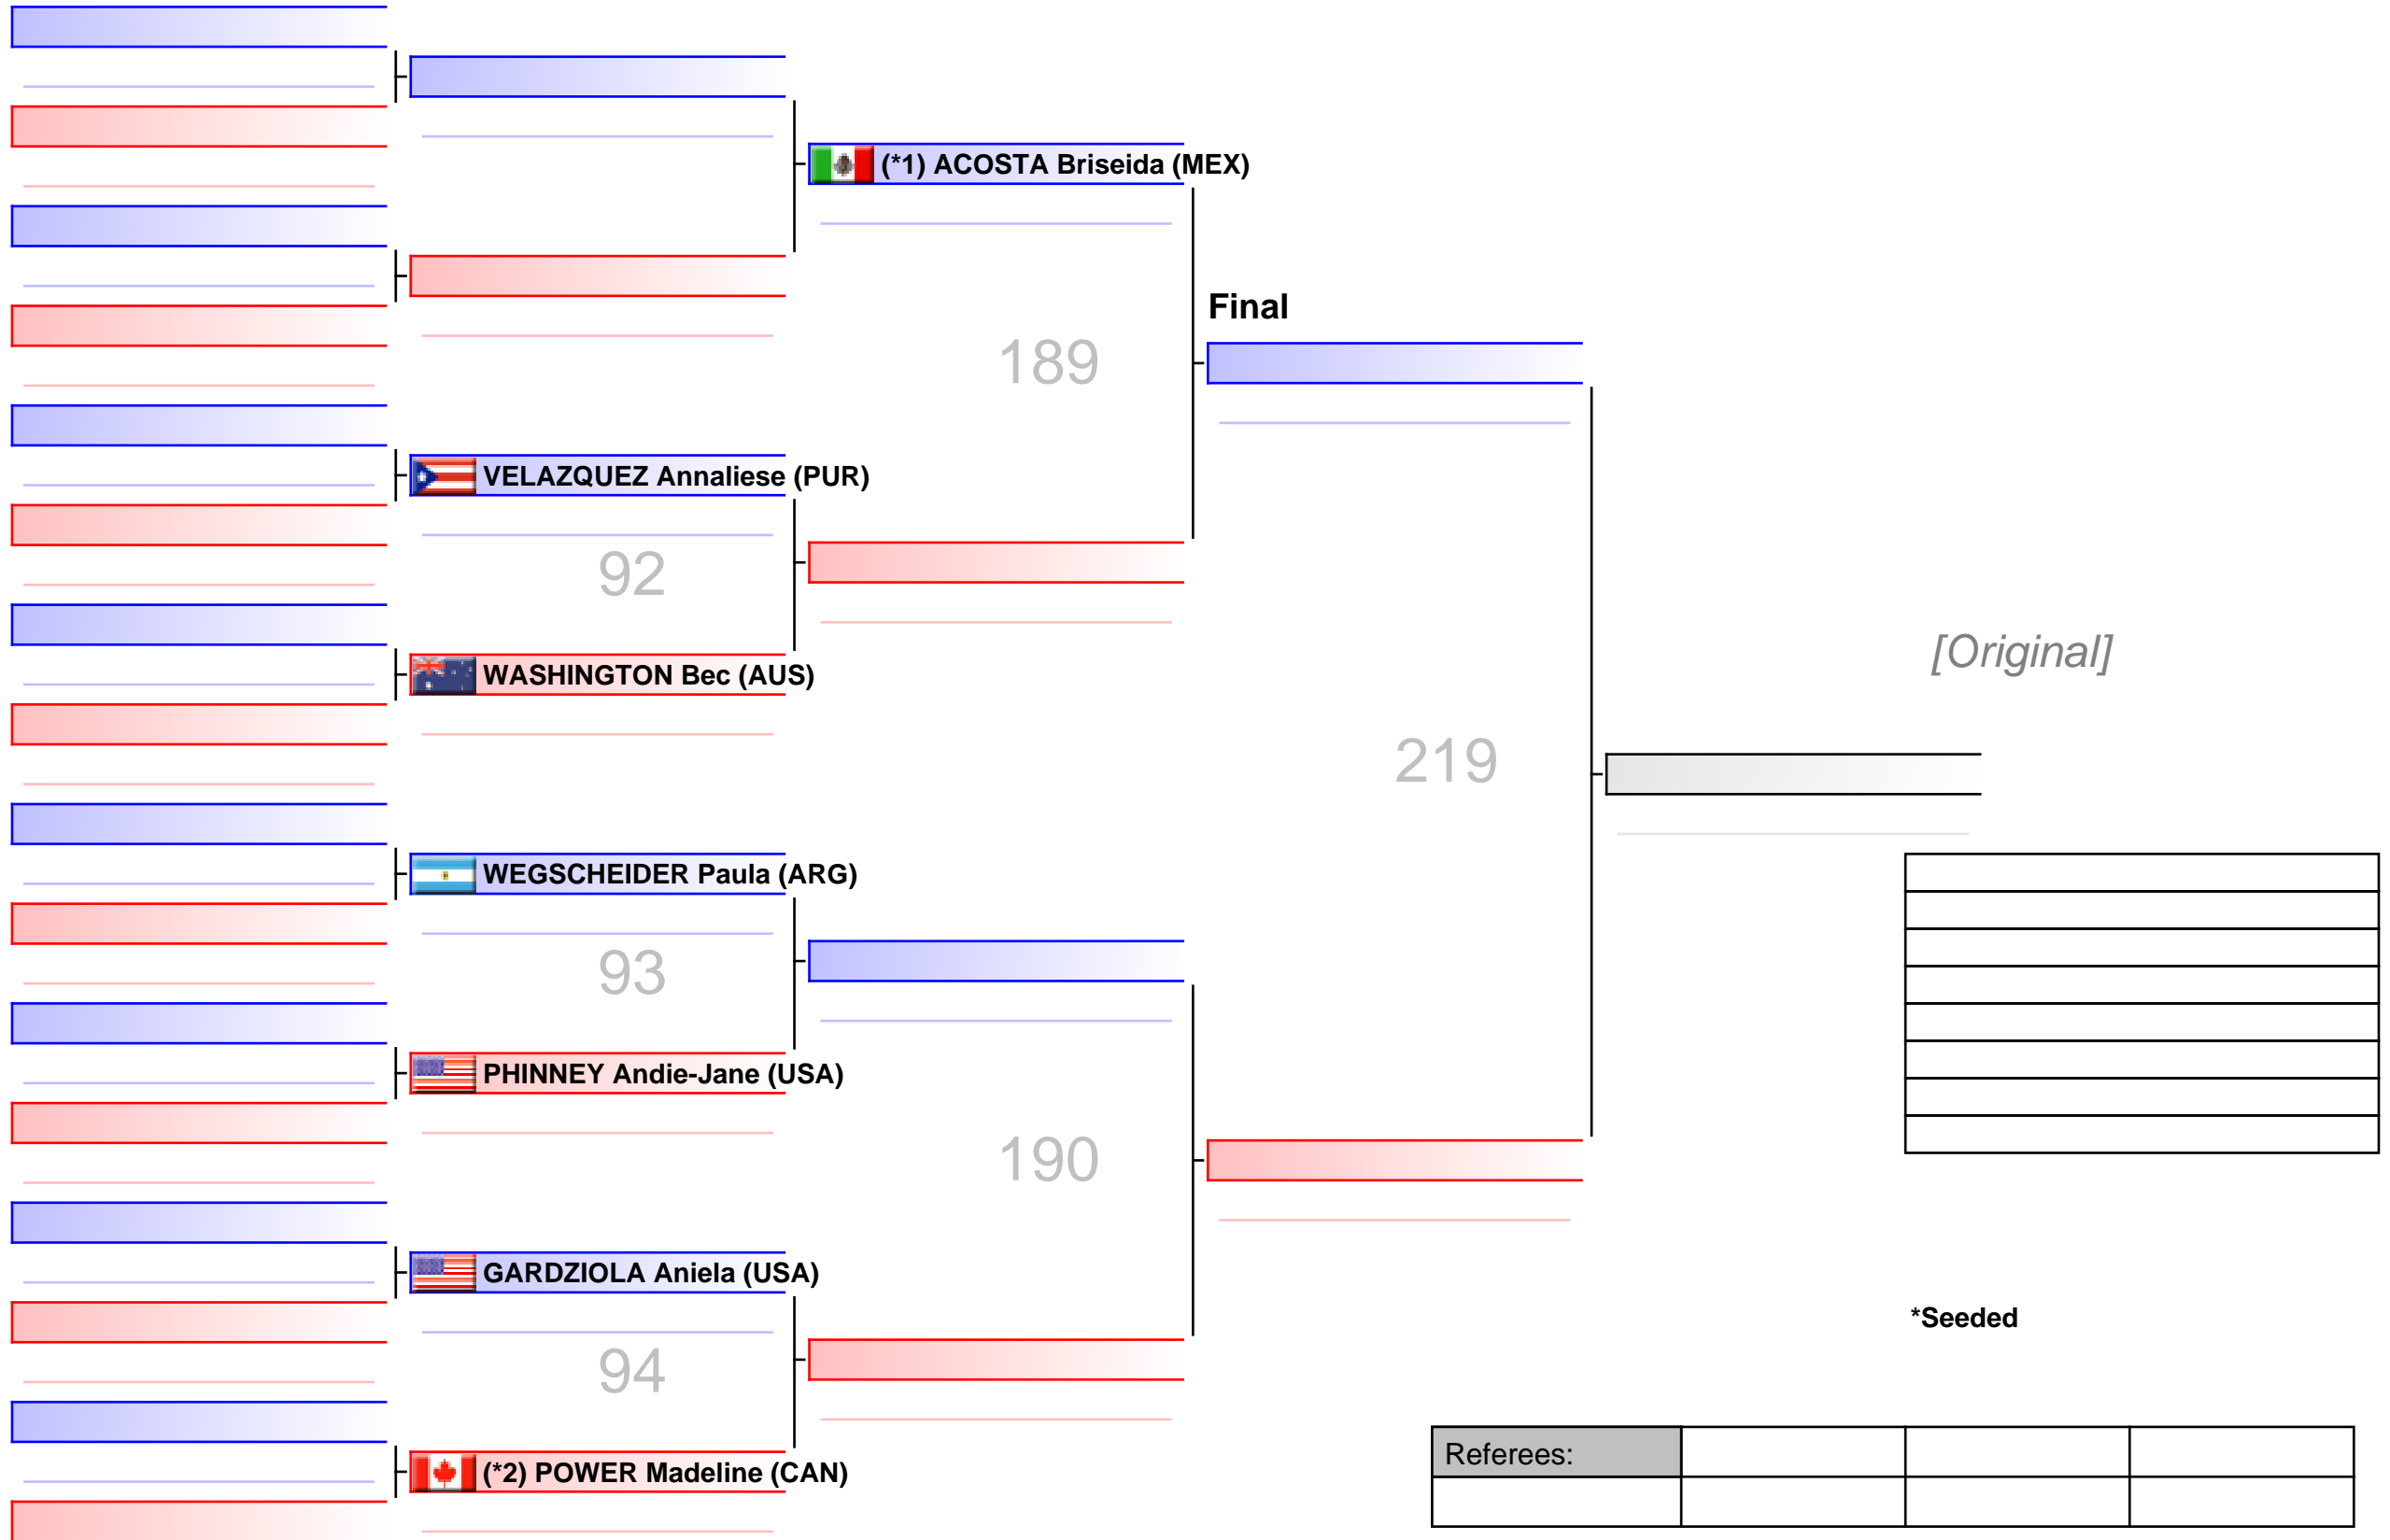 (*1) ACOSTA Briseida (MEX)
Final
189
VELAZQUEZ Annaliese (PUR)
92
WASHINGTON Bec (AUS)
[Original]
219
WEGSCHEIDER Paula (ARG)
93
PHINNEY Andie-Jane (USA)
190
GARDZIOLA Aniela (USA)
*Seeded
94
Referees:
(*2) POWER Madeline (CAN)